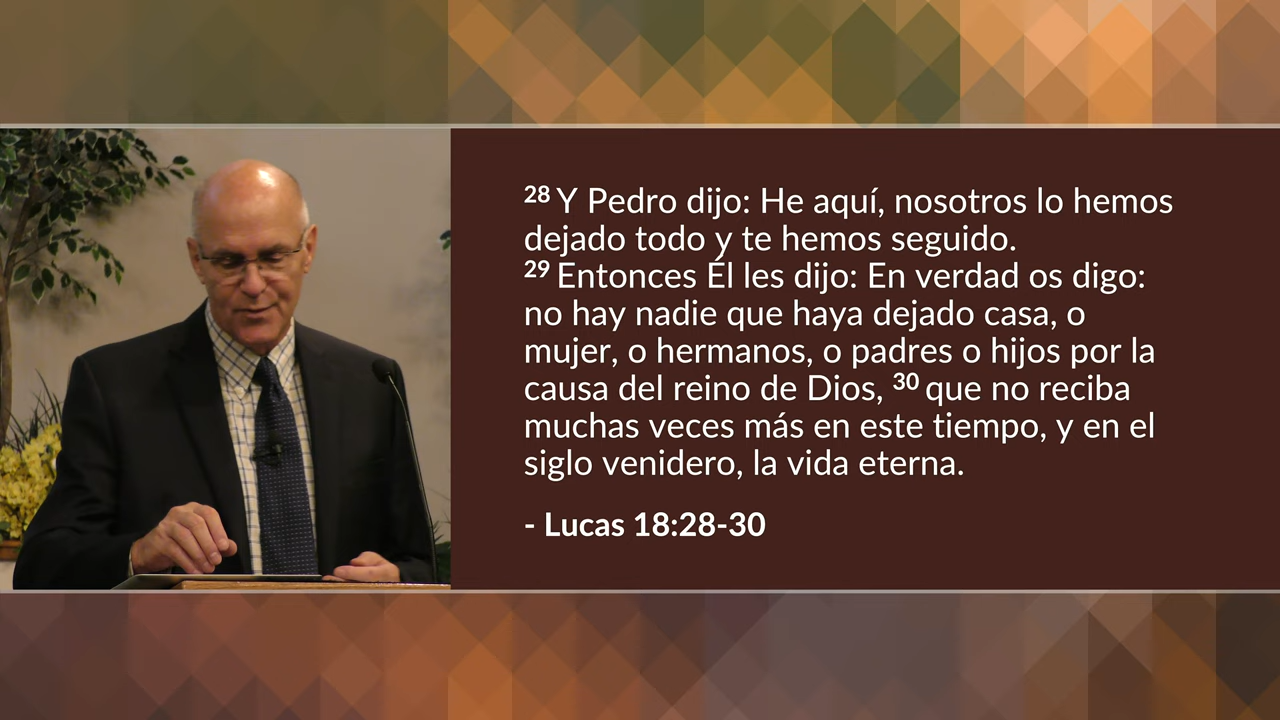 28 Y Pedro dijo: He aquí, nosotros lo hemos
dejado todo y te hemos seguido.
29 Entonces Él les dijo: En verdad os digo:
no hay nadie que haya dejado casa, o
mujer, o hermanos, o padres o hijos por la
causa del reino de Dios, 30 que no reciba
muchas veces más en este tiempo, y en el
siglo venidero, la vida eterna.
- Lucas 18:28-30